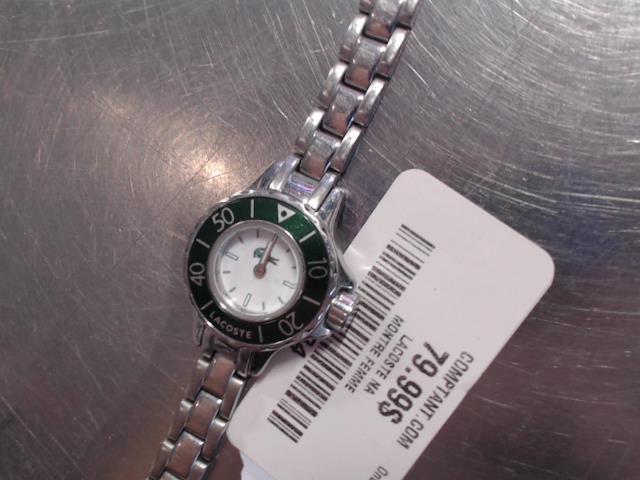 50
10
40
20
LACOSTE
COMPTANT.COM
79.99$
LACOSTE NA
MONTRE FEMME